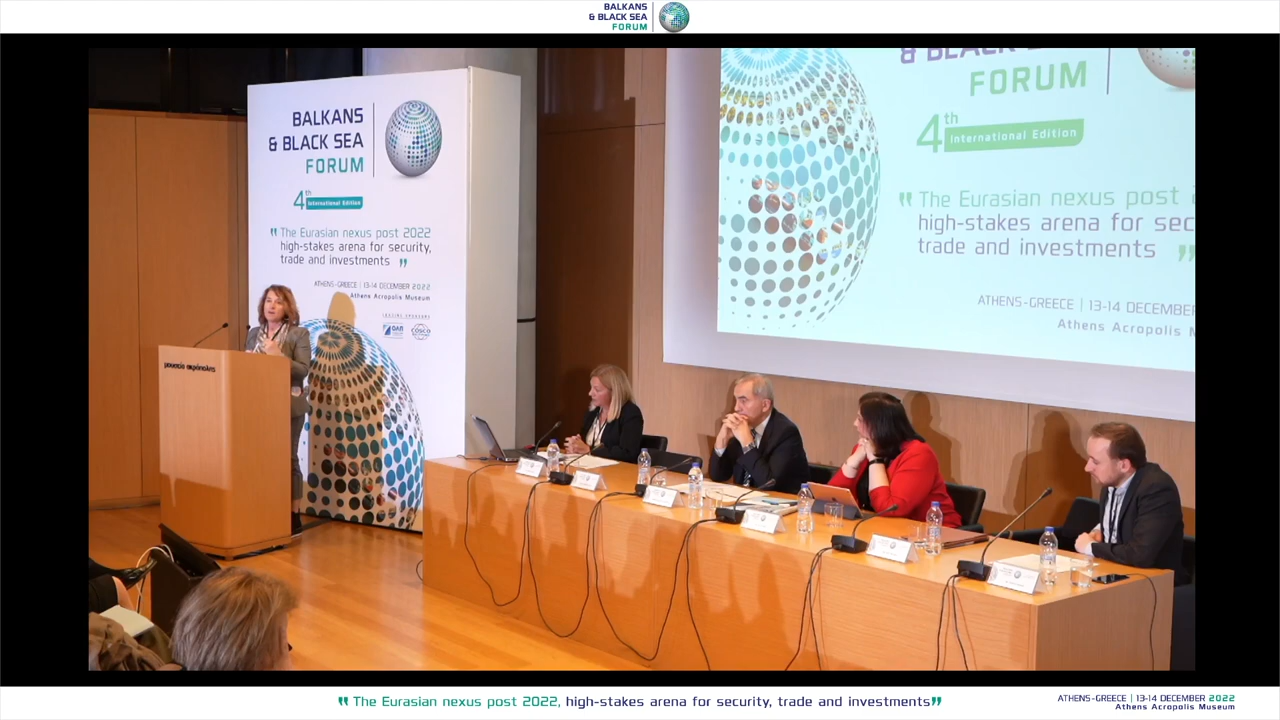 BALKANS
& BLACK SEA
FORUM
BALKANS
& BLACK SEA
FORUM
4th
International Edition
"The Eurasian nexus post 2022
high-stakes arena for security,
trade and investments"
ATHENS-GREECE | 13-14 DECEMBER 2022
Athens Acropolis Museum
COSCO
μουσείο ακρόπολης
& BLACK
FORUM
4th
International Edition
"The Eurasian nexus post
high-stakes arena for sec
trade and investments"
ATHENS-GREECE | 13-14 DECEMBER
Athens Acropolis
"The Eurasian nexus post 2022, high-stakes arena for security, trade and investments"
ATHENS-GREECE | 13-14 DECEMBER 2022
Athens Acropolis Museum